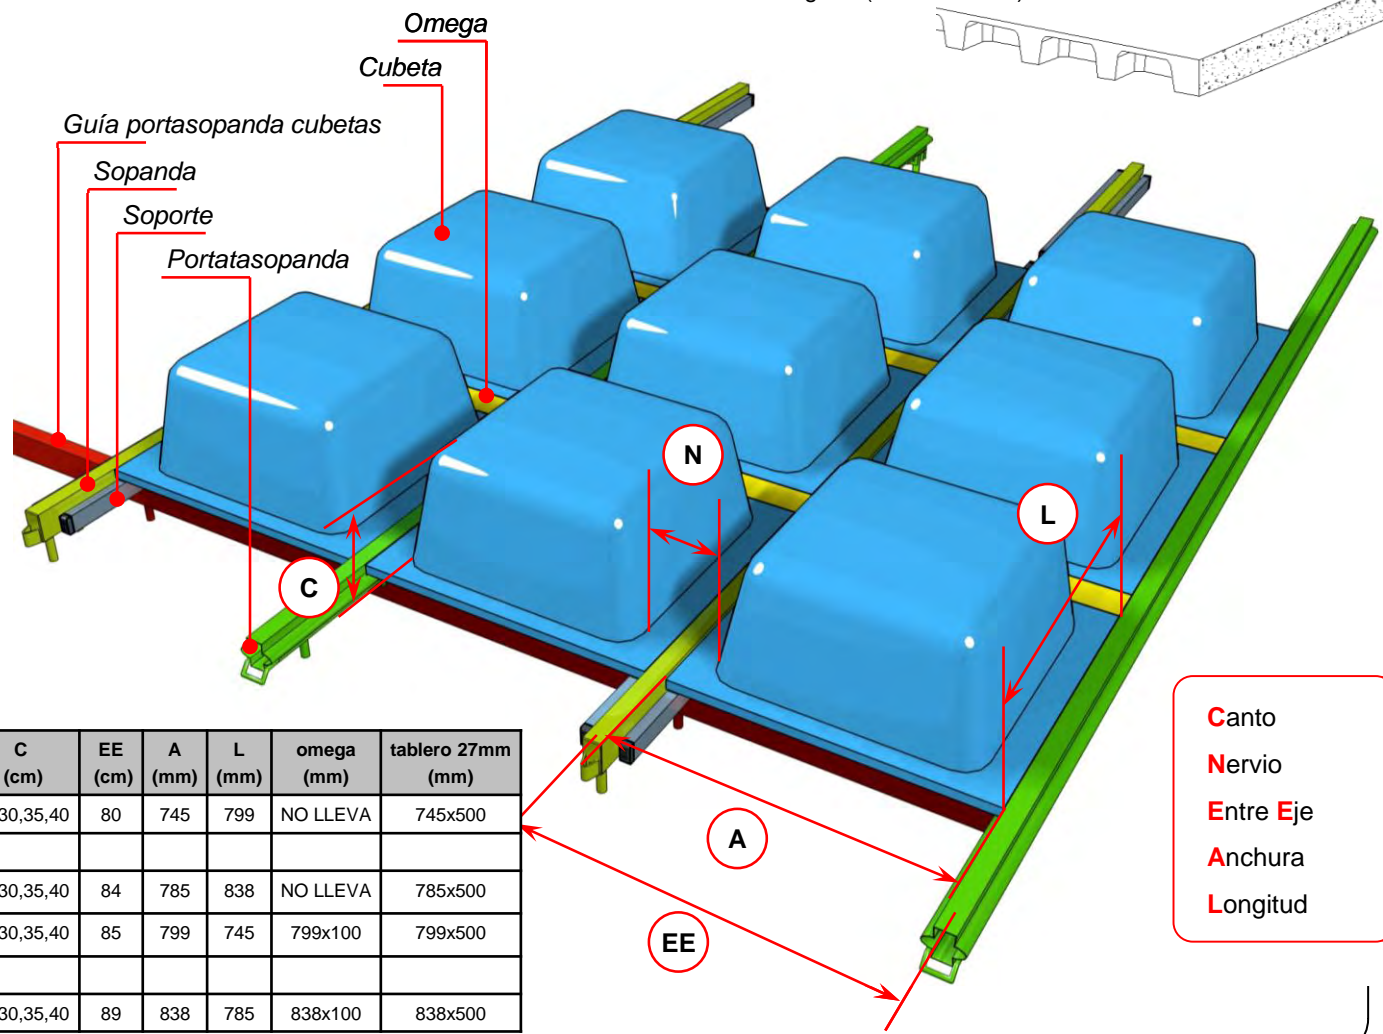 Omega
Cubeta
Guía portasopanda cubetas
Sopanda
Soporte
Portatasopanda
N
L
C
A
EE
Canto
Nervio
Entre Eje
Anchura
Longitud
C (cm) EE (cm) A (mm) L (mm) omega (mm) tablero 27mm (mm)
30,35,40 80 745 799 NO LLEVA 745x500
30,35,40 84 785 838 NO LLEVA 785x500
30,35,40 85 799 745 799x100 799x500
30,35,40 89 838 785 838x100 838x500